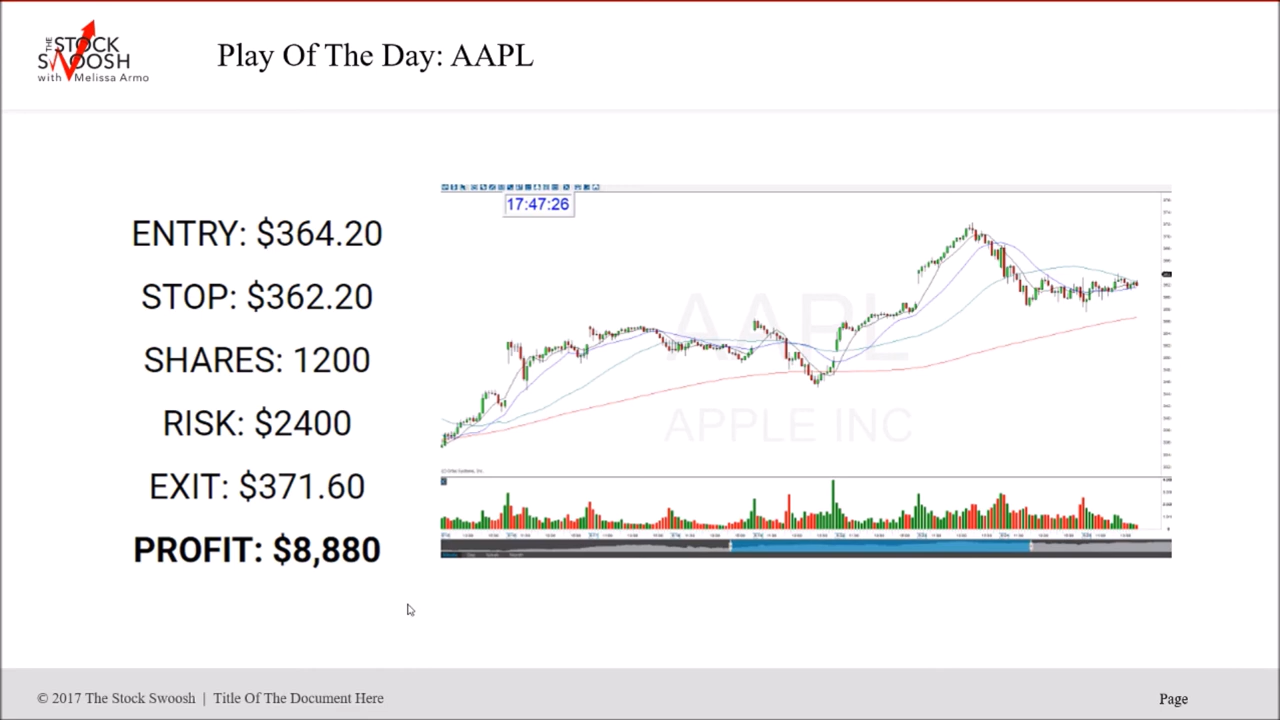 THE
STOCK
SWOOSH
with Melissa Armo
Play Of The Day: AAPL
ENTRY: $364.20
STOP: $362.20
SHARES: 1200
RISK: $2400
EXIT: $371.60
PROFIT: $8,880
17:47:26
AAPL
APPLE INC
© 2017 The Stock Swoosh | Title Of The Document Here
Page